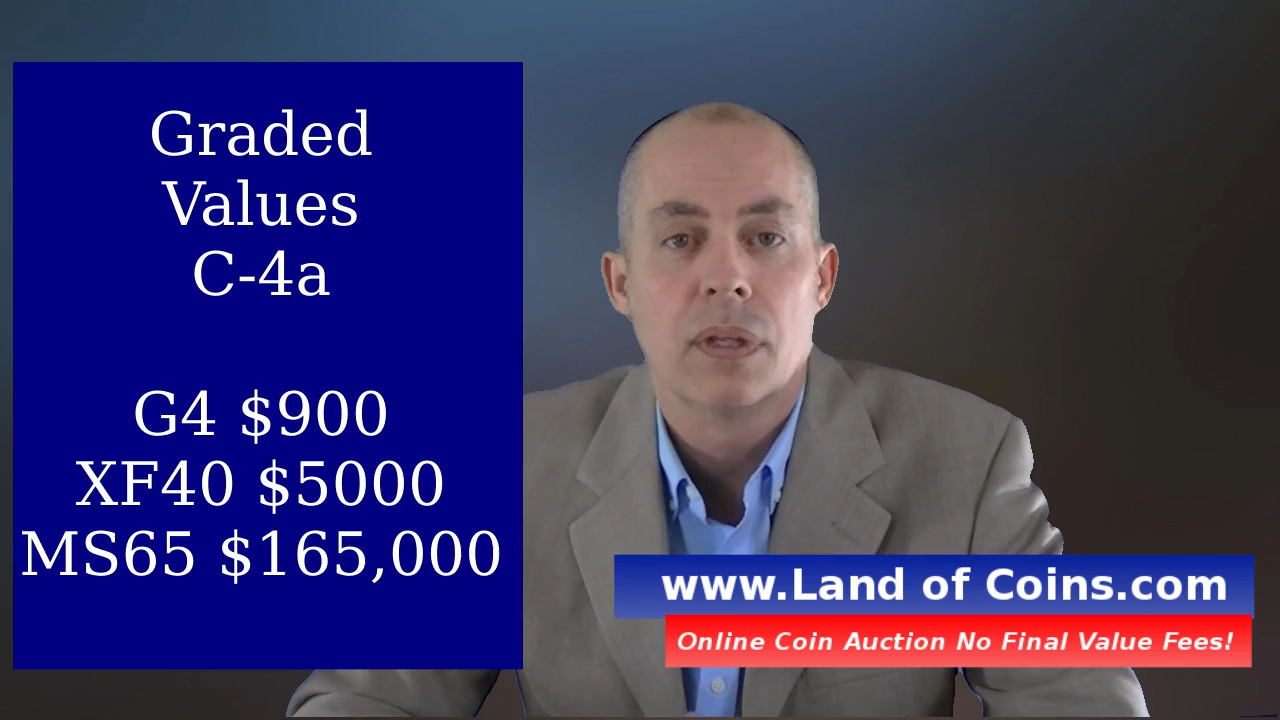 Graded
Values
C-4a
G4 $900
XF40 $5000
MS65 $165,000
www.Land of Coins.com
Online Coin Auction No Final Value Fees!